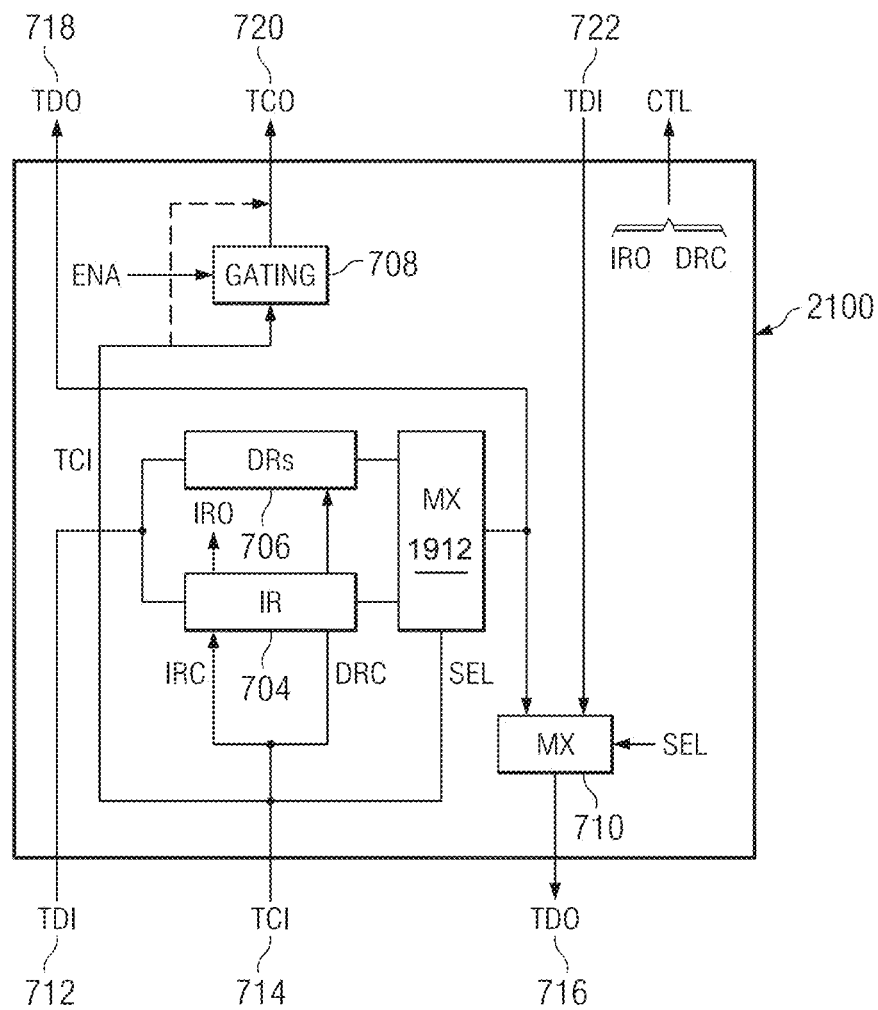 718 720 722
TDO TCO TDI CTL
IRO DRC
ENA GATING 708
2100
TCI DRs MX
IRO 706 1912
IR
IRC 704 DRC SEL
MX SEL
710
TDI TCI TDO
712 714 716